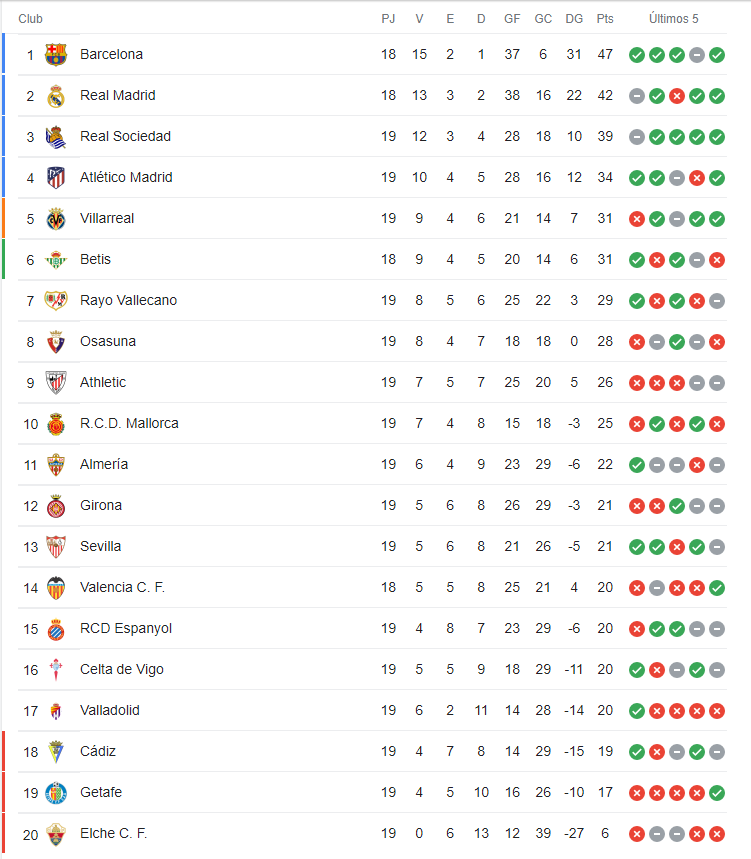 Club PJ V E D GF GC DG Pts Últimos 5
1 Barcelona 18 15 2 1 37 6 31 47
2 Real Madrid 18 13 3 2 38 16 22 42
3 Real Sociedad 19 12 3 4 28 18 10 39
4 Atlético Madrid 19 10 4 5 28 16 12 34
5 Villarreal 19 9 4 6 21 14 7 31
6 Betis 18 9 4 5 20 14 6 31
7 Rayo Vallecano 19 8 5 6 25 22 3 29
8 Osasuna 19 8 4 7 18 18 0 28
9 Athletic 19 7 5 7 25 20 5 26
10 R.C.D. Mallorca 19 7 4 8 15 18 -3 25
11 Almería 19 6 4 9 23 29 -6 22
12 Girona 19 5 6 8 26 29 -3 21
13 Sevilla 19 5 6 8 21 26 -5 21
14 Valencia C. F. 18 5 5 8 25 21 4 20
15 RCD Espanyol 19 4 8 7 23 29 -6 20
16 Celta de Vigo 19 5 5 9 18 29 -11 20
17 Valladolid 19 6 2 11 14 28 -14 20
18 Cádiz 19 4 7 8 14 29 -15 19
19 Getafe 19 4 5 10 16 26 -10 17
20 Elche C. F. 19 0 6 13 12 39 -27 6